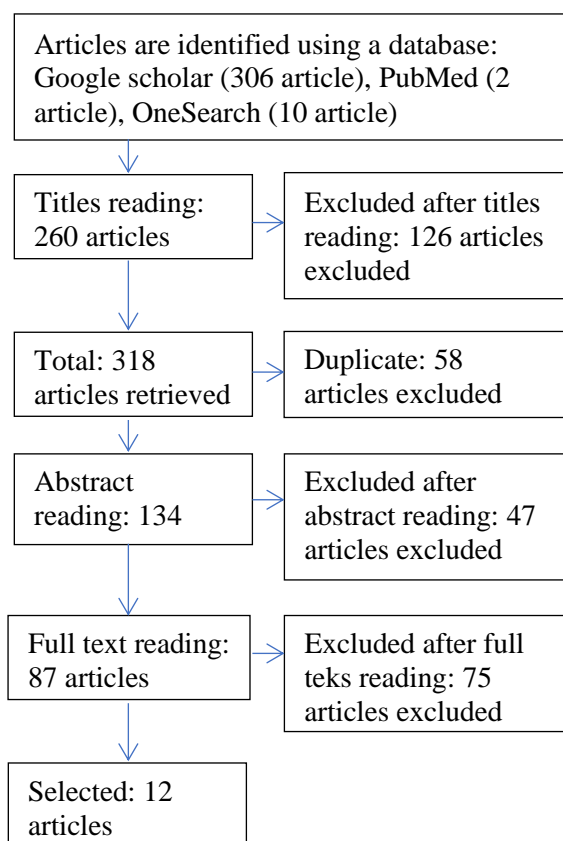 Articles are identified using a database:
Google scholar (306 article), PubMed (2
article), OneSearch (10 article)
Titles reading:
260 articles
Excluded after titles
reading: 126 articles
excluded
Total: 318
articles retrieved
Duplicate: 58
articles excluded
Abstract
reading: 134
Excluded after
abstract reading: 47
articles excluded
Full text reading:
87 articles
Excluded after full
teks reading: 75
articles excluded
Selected: 12
articles